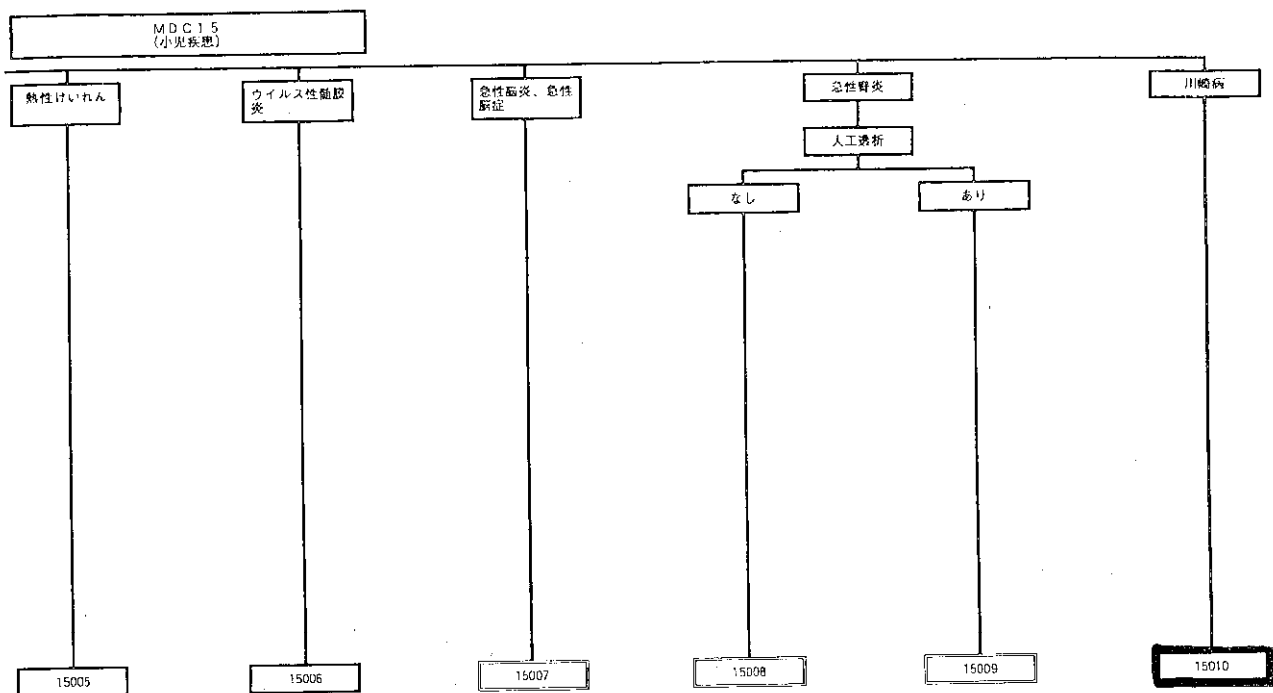 MDC15
(小児疾患)
熱性けいれん
ウイルス性髄膜
炎
急性脳炎、急性
脳症
急性腎炎
川崎病
人工透析
なし
あり
15005
15006
15007
15008
15009
15010